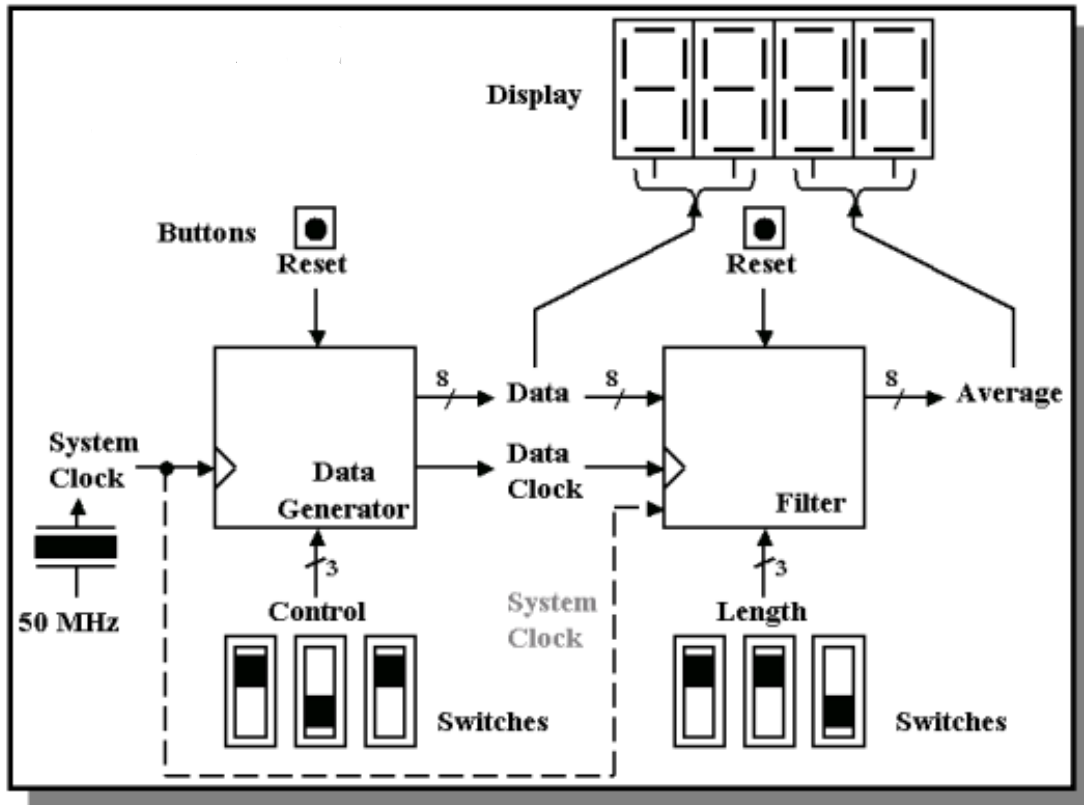 Display
Buttons
Reset
Reset
8
Data
8
8
Average
System
Clock
Data
Clock
Data
Generator
Filter
50 MHz
3
Control
System
Clock
3
Length
Switches
Switches